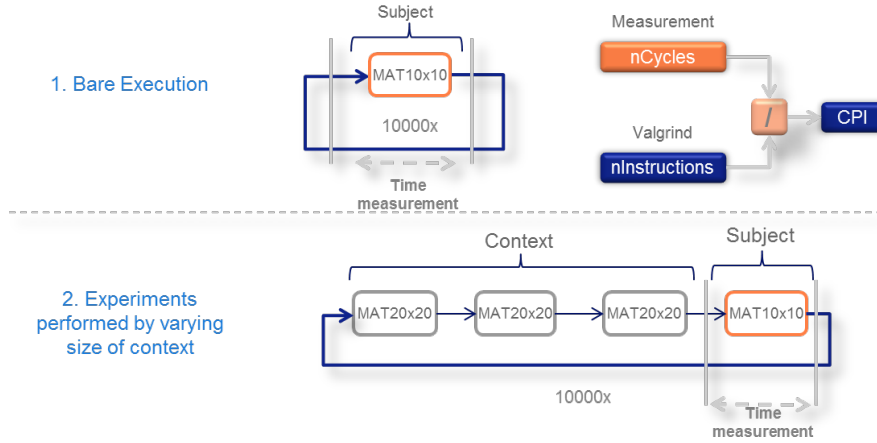 Subject
Measurement
nCycles
1. Bare Execution
MAT10x10
/
CPI
10000x
Valgrind
nInstructions
Time
measurement
Context
Subject
2. Experiments
performed by varying
size of context
MAT20x20
MAT20x20
MAT20x20
MAT10x10
10000x
Time
measurement